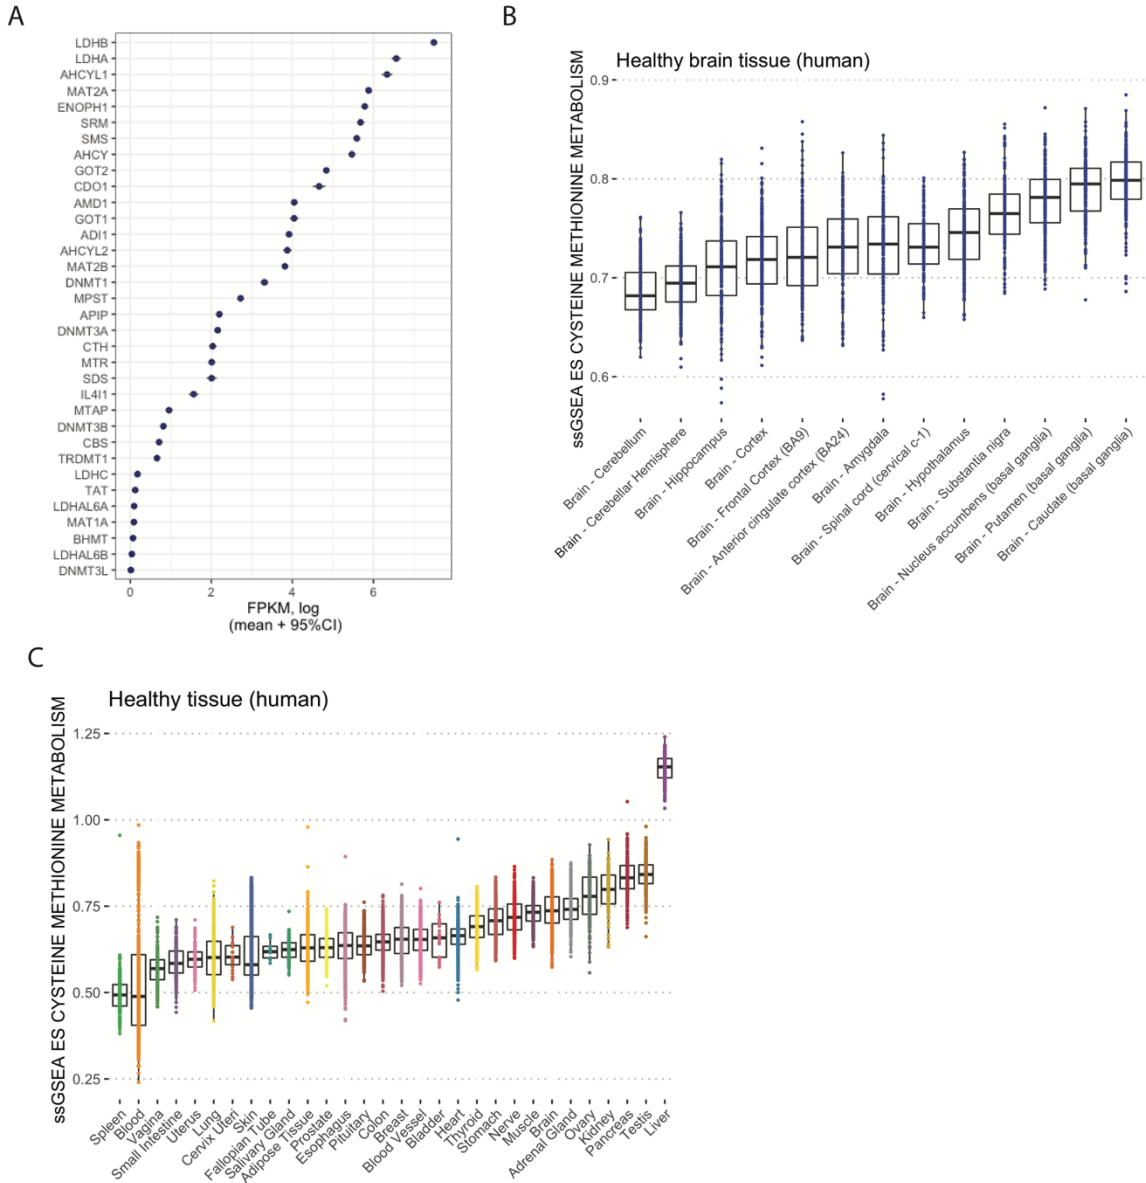 A
LDHB
LDHA
AHCYL1
MAT2A
ENOPH1
SRM
SMS
AHCY
GOT2
CDO1
AMD1
GOT1
ADI1
AHCYL2
MAT2B
DNMT1
MPST
APIP
DNMT3A
CTH
MTR
SDS
IL4I1
MTAP
DNMT3B
CBS
TRDMT1
LDHC
TAT
LDHAL6A
MAT1A
BHMT
LDHAL6B
DNMT3L
0 2 4 6
FPKM, log
(mean + 95%CI)
B
Healthy brain tissue (human)
ssGSEA ES CYSTEINE METHIONINE METABOLISM
0.9
0.8
0.7
0.6
Brain - Cerebellum
Brain - Cerebellar Hemisphere
Brain - Hippocampus
Brain - Cortex
Brain - Frontal Cortex (BA9)
Brain - Anterior cingulate cortex (BA24)
Brain - Amygdala
Brain - Spinal cord (cervical c-1)
Brain - Hypothalamus
Brain - Substantia nigra
Brain - Nucleus accumbens (basal ganglia)
Brain - Putamen (basal ganglia)
Brain - Caudate (basal ganglia)
C
Healthy tissue (human)
ssGSEA ES CYSTEINE METHIONINE METABOLISM
1.25
1.00
0.75
0.50
0.25
Spleen
Blood
Vagina
Small Intestine
Uterus
Lung
Cervix Uteri
Skin
Fallopian Tube
Salivary Gland
Adipose Tissue
Prostate
Esophagus
Pituitary
Colon
Breast
Blood Vessel
Bladder
Heart
Thyroid
Stomach
Nerve
Muscle
Brain
Adrenal Gland
Ovary
Kidney
Pancreas
Testis
Liver